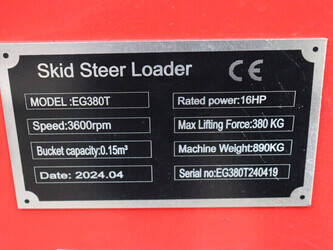 Skid Steer Loader CE
MODEL:EG380T
Rated power:16HP
Speed:3600rpm
Max Lifting Force:380 KG
Bucket capacity:0.15m³
Machine Weight:890KG
Date: 2024.04
Serial no:EG380T240419